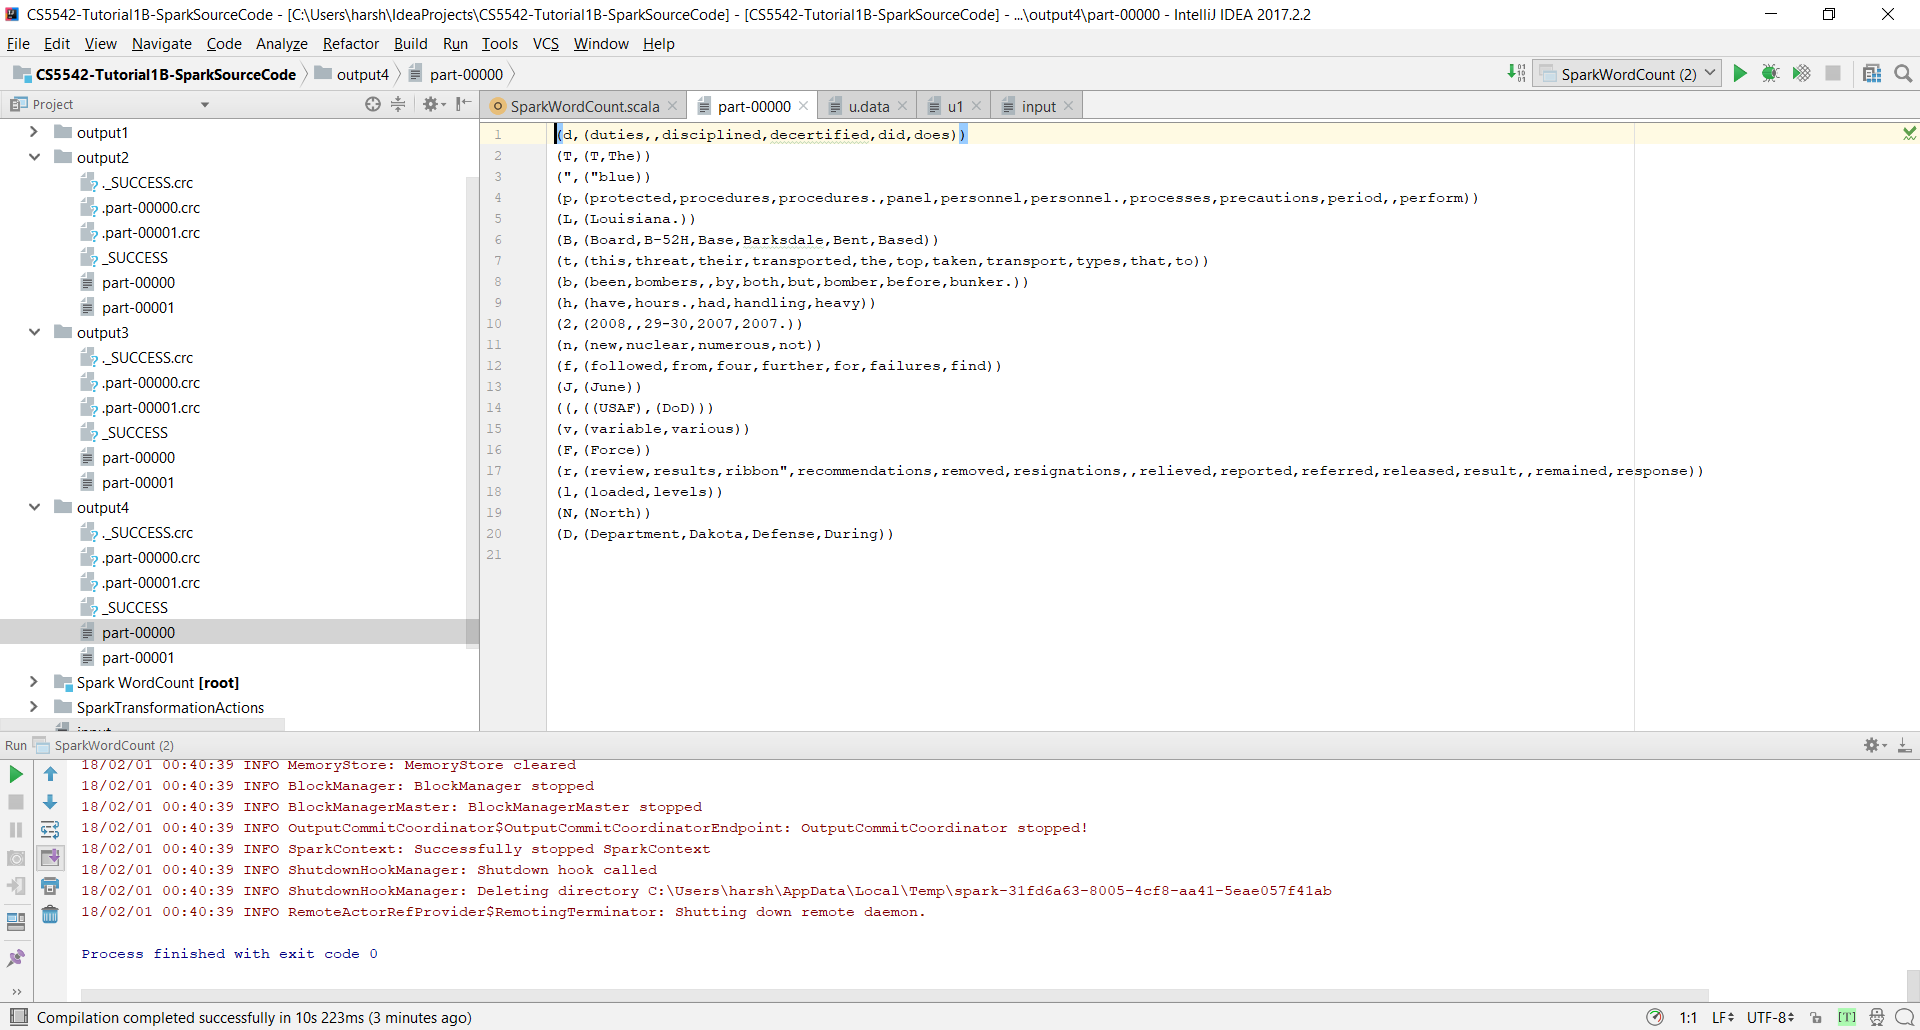 CS5542-Tutorial1B-SparkSourceCode - [C:\Users\harsh\IdeaProjects\CS5542-Tutorial1B-SparkSourceCode] - [CS5542-Tutorial1B-SparkSourceCode] - ...\output4\part-00000 - IntelliJ IDEA 2017.2.2
File Edit View Navigate Code Analyze Refactor Build Run Tools VCS Window Help
CS5542-Tutorial1B-SparkSourceCode output4 part-00000 SparkWordCount (2)
Project
SparkWordCount.scala part-00000 u.data u1 input
output1
output2
._SUCCESS.crc
.part-00000.crc
.part-00001.crc
_SUCCESS
part-00000
part-00001
output3
._SUCCESS.crc
.part-00000.crc
.part-00001.crc
_SUCCESS
part-00000
part-00001
output4
._SUCCESS.crc
.part-00000.crc
.part-00001.crc
_SUCCESS
part-00000
part-00001
Spark WordCount [root]
SparkTransformationActions
input
1 (d,(duties,,disciplined,decertified,did,does))
2 (T,(T,The))
3 (",("blue))
4 (p,(protected,procedures,procedures.,panel,personnel,personnel.,processes,precautions,period,,perform))
5 (L,(Louisiana.))
6 (B,(Board,B-52H,Base,Barksdale,Bent,Based))
7 (t,(this,threat,their,transported,the,top,taken,transport,types,that,to))
8 (b,(been,bombers,,by,both,but,bomber,before,bunker.))
9 (h,(have,hours.,had,handling,heavy))
10 (2,(2008,,29-30,2007,2007.))
11 (n,(new,nuclear,numerous,not))
12 (f,(followed,from,four,further,for,failures,find))
13 (J,(June))
14 ((,((USAF),(DoD)))
15 (v,(variable,various))
16 (F,(Force))
17 (r,(review,results,ribbon",recommendations,removed,resignations,,relieved,reported,referred,released,result,,remained,response))
18 (l,(loaded,levels))
19 (N,(North))
20 (D,(Department,Dakota,Defense,During))
21
Run SparkWordCount (2)
18/02/01 00:40:39 INFO MemoryStore: MemoryStore cleared
18/02/01 00:40:39 INFO BlockManager: BlockManager stopped
18/02/01 00:40:39 INFO BlockManagerMaster: BlockManagerMaster stopped
18/02/01 00:40:39 INFO OutputCommitCoordinator$OutputCommitCoordinatorEndpoint: OutputCommitCoordinator stopped!
18/02/01 00:40:39 INFO SparkContext: Successfully stopped SparkContext
18/02/01 00:40:39 INFO ShutdownHookManager: Shutdown hook called
18/02/01 00:40:39 INFO ShutdownHookManager: Deleting directory C:\Users\harsh\AppData\Local\Temp\spark-31fd6a63-8005-4cf8-aa41-5eae057f41ab
18/02/01 00:40:39 INFO RemoteActorRefProvider$RemotingTerminator: Shutting down remote daemon.
Process finished with exit code 0
Compilation completed successfully in 10s 223ms (3 minutes ago) 1:1 LF UTF-8 [T]